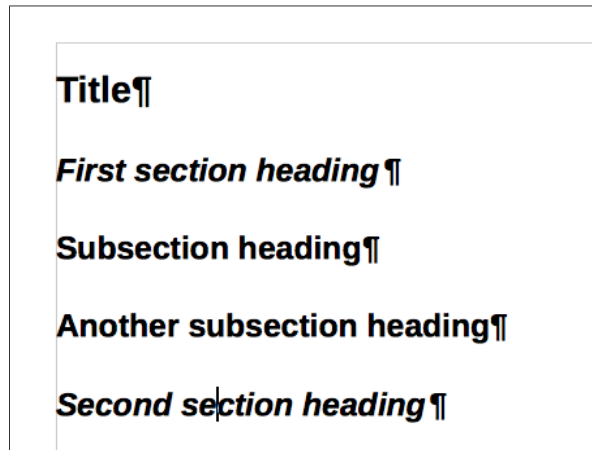 Title¶
First section heading¶
Subsection heading¶
Another subsection heading¶
Second section heading¶